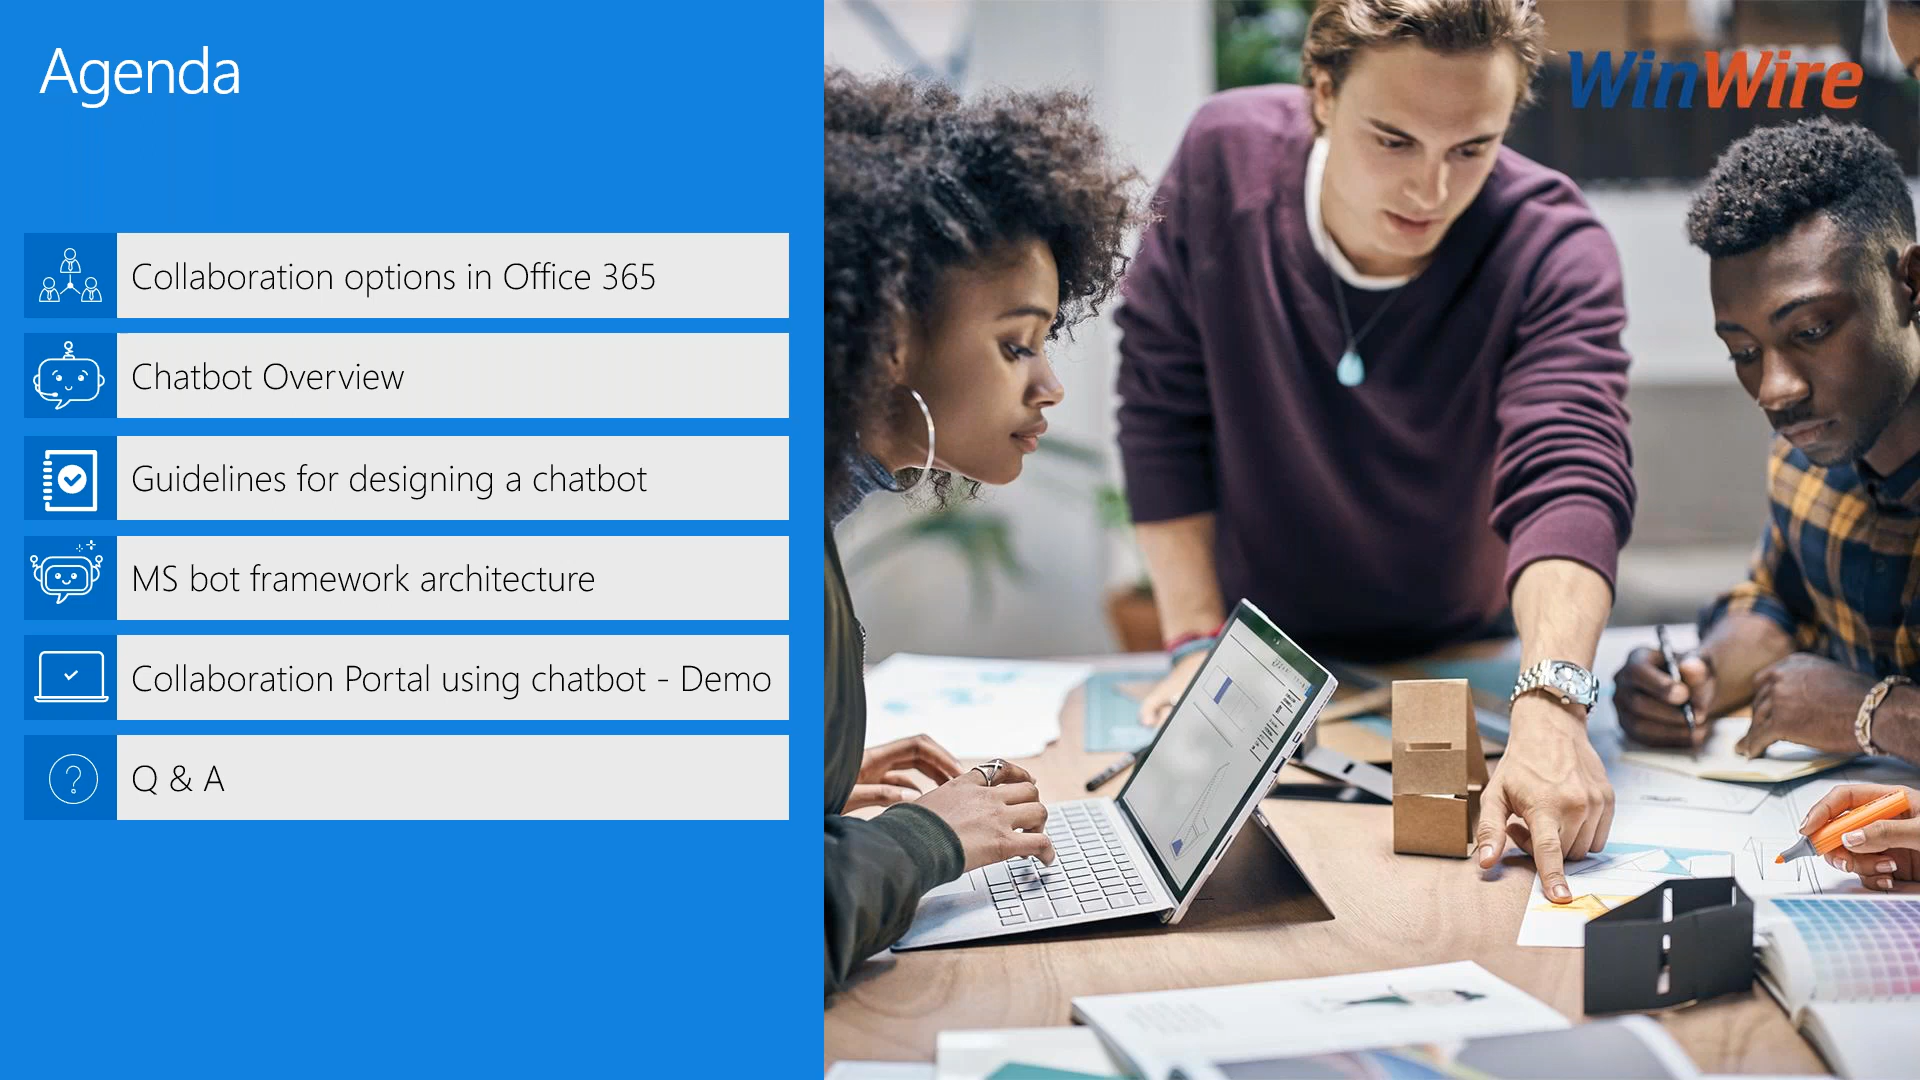 Agenda
WinWire
Collaboration options in Office 365
Chatbot Overview
Guidelines for designing a chatbot
MS bot framework architecture
Collaboration Portal using chatbot - Demo
Q & A